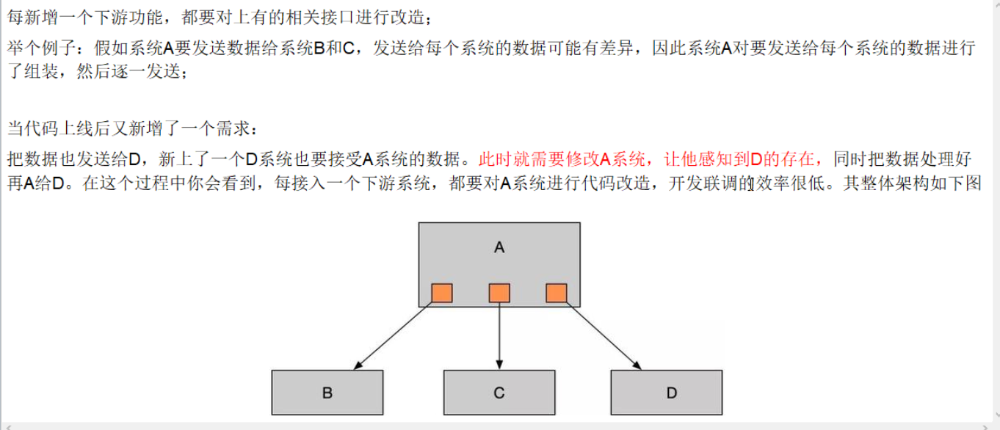 每新增一个下游功能，都要对上有的相关接口进行改造；
举个例子：假如系统A要发送数据给系统B和C，发送给每个系统的数据可能有差异，因此系统A对要发送给每个系统的数据进行
了组装，然后逐一发送；
当代码上线后又新增了一个需求：
把数据也发送给D，新上了一个D系统也要接受A系统的数据。此时就需要修改A系统，让他感知到D的存在，同时把数据处理好
再A给D。在这个过程中你会看到，每接入一个下游系统，都要对A系统进行代码改造，开发联调的效率很低。其整体架构如下图
A
B
C
D